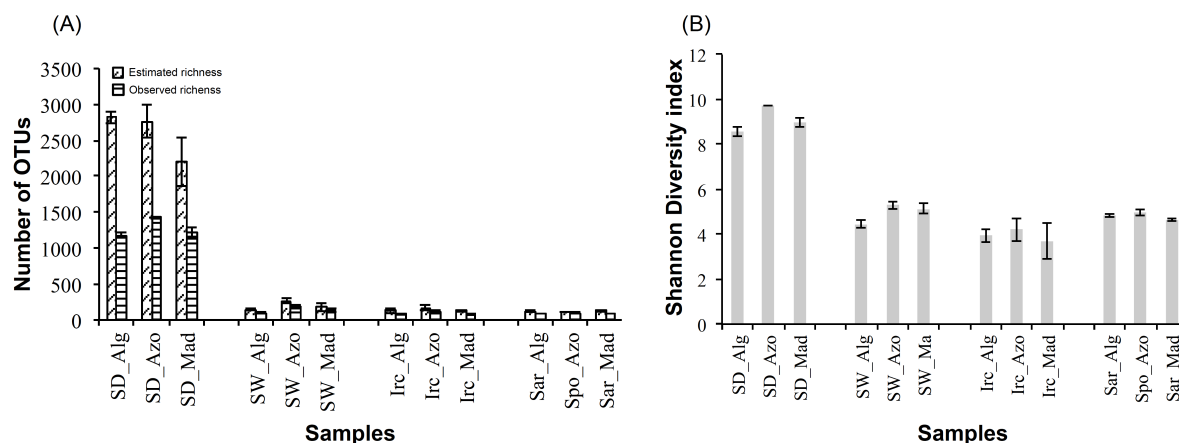 (A)
Number of OTUs
3500
3000
2500
2000
1500
1000
500
0
Estimated richness
Observed richenss
SD_Alg
SD_Azo
SD_Mad
SW_Alg
SW_Azo
SW_Mad
Irc_Alg
Irc_Azo
Irc_Mad
Sar_Alg
Spo_Azo
Sar_Mad
Samples
(B)
Shannon Diversity index
12
10
8
6
4
2
0
SD_Alg
SD_Azo
SD_Mad
SW_Alg
SW_Azo
SW_Ma
Irc_Alg
Irc_Azo
Irc_Mad
Sar_Alg
Spo_Azo
Sar_Mad
Samples